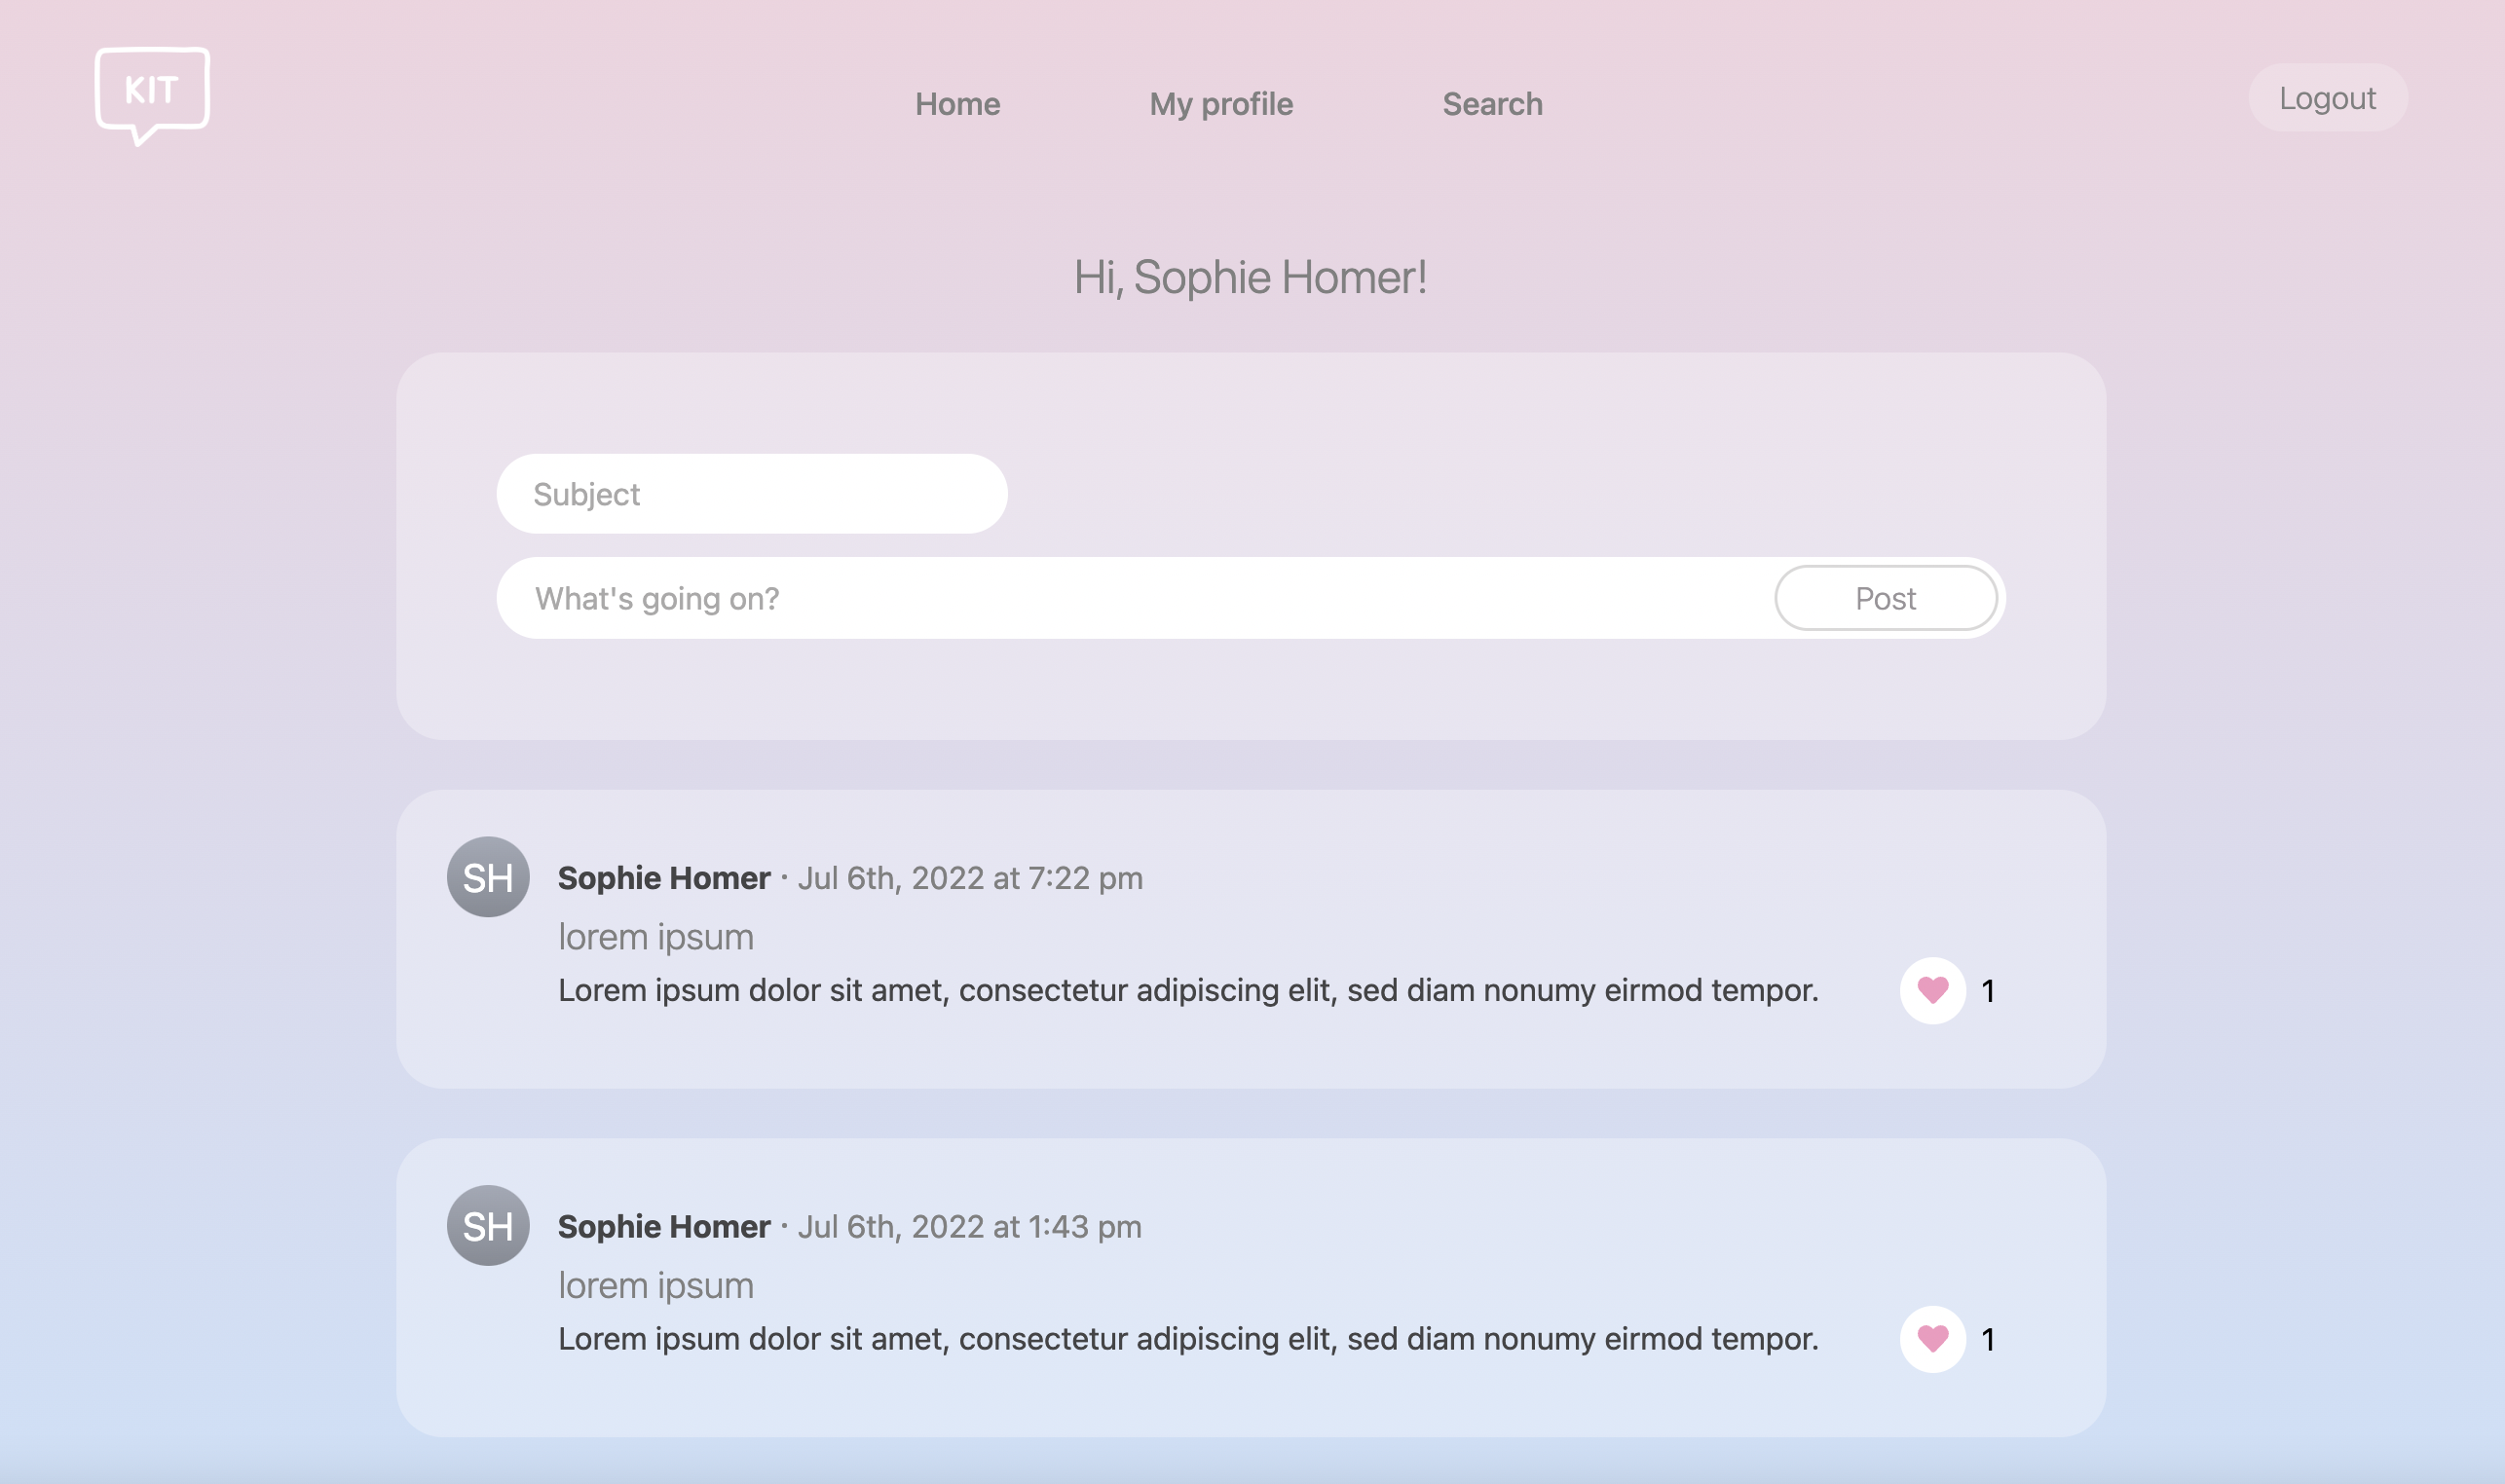 KIT
Home My profile Search Logout
Hi, Sophie Homer!
Subject
What's going on? Post
SH Sophie Homer · Jul 6th, 2022 at 7:22 pm
lorem ipsum
Lorem ipsum dolor sit amet, consectetur adipiscing elit, sed diam nonumy eirmod tempor. 1
SH Sophie Homer · Jul 6th, 2022 at 1:43 pm
lorem ipsum
Lorem ipsum dolor sit amet, consectetur adipiscing elit, sed diam nonumy eirmod tempor. 1